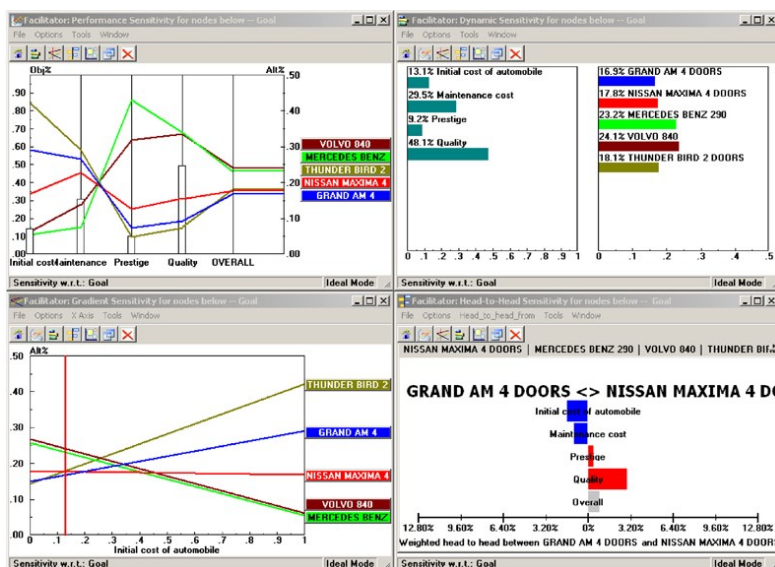 Facilitator: Performance Sensitivity for nodes below -- Goal
File Options Tools Window
Obj% Alt%
.90
.80
.70
.60
.50
.40
.30
.20
.10
.00
.50
.40
.30
.20
.10
.00
VOLVO 840
MERCEDES BENZ
THUNDER BIRD 2
NISSAN MAXIMA 4
GRAND AM 4
Initial cost Maintenance Prestige Quality OVERALL
Sensitivity w.r.t.: Goal Ideal Mode
Facilitator: Dynamic Sensitivity for nodes below -- Goal
File Options Tools Window
13.1% Initial cost of automobile
29.5% Maintenance cost
9.2% Prestige
48.1% Quality
0 .1 .2 .3 .4 .5 .6 .7 .8 .9 1
16.9% GRAND AM 4 DOORS
17.8% NISSAN MAXIMA 4 DOORS
23.2% MERCEDES BENZ 290
24.1% VOLVO 840
18.1% THUNDER BIRD 2 DOORS
0 .1 .2 .3 .4 .5
Sensitivity w.r.t.: Goal Ideal Mode
Facilitator: Gradient Sensitivity for nodes below -- Goal
File Options X Axis Tools Window
Alt%
.50
.40
.30
.20
.10
.00
THUNDER BIRD 2
GRAND AM 4
NISSAN MAXIMA 4
VOLVO 840
MERCEDES BENZ
0 .1 .2 .3 .4 .5 .6 .7 .8 .9 1
Initial cost of automobile
Sensitivity w.r.t.: Goal Ideal Mode
Facilitator: Head-to-Head Sensitivity for nodes below -- Goal
File Options Head_to_head_from Tools Window
NISSAN MAXIMA 4 DOORS | MERCEDES BENZ 290 | VOLVO 840 | THUNDER BIR
GRAND AM 4 DOORS <> NISSAN MAXIMA 4 DO
Initial cost of automobile
Maintenance cost
Prestige
Quality
Overall
12.80% 9.60% 6.40% 3.20% 0% 3.20% 6.40% 9.60% 12.80%
Weighted head to head between GRAND AM 4 DOORS and NISSAN MAXIMA 4 DOORS
Sensitivity w.r.t.: Goal Ideal Mode